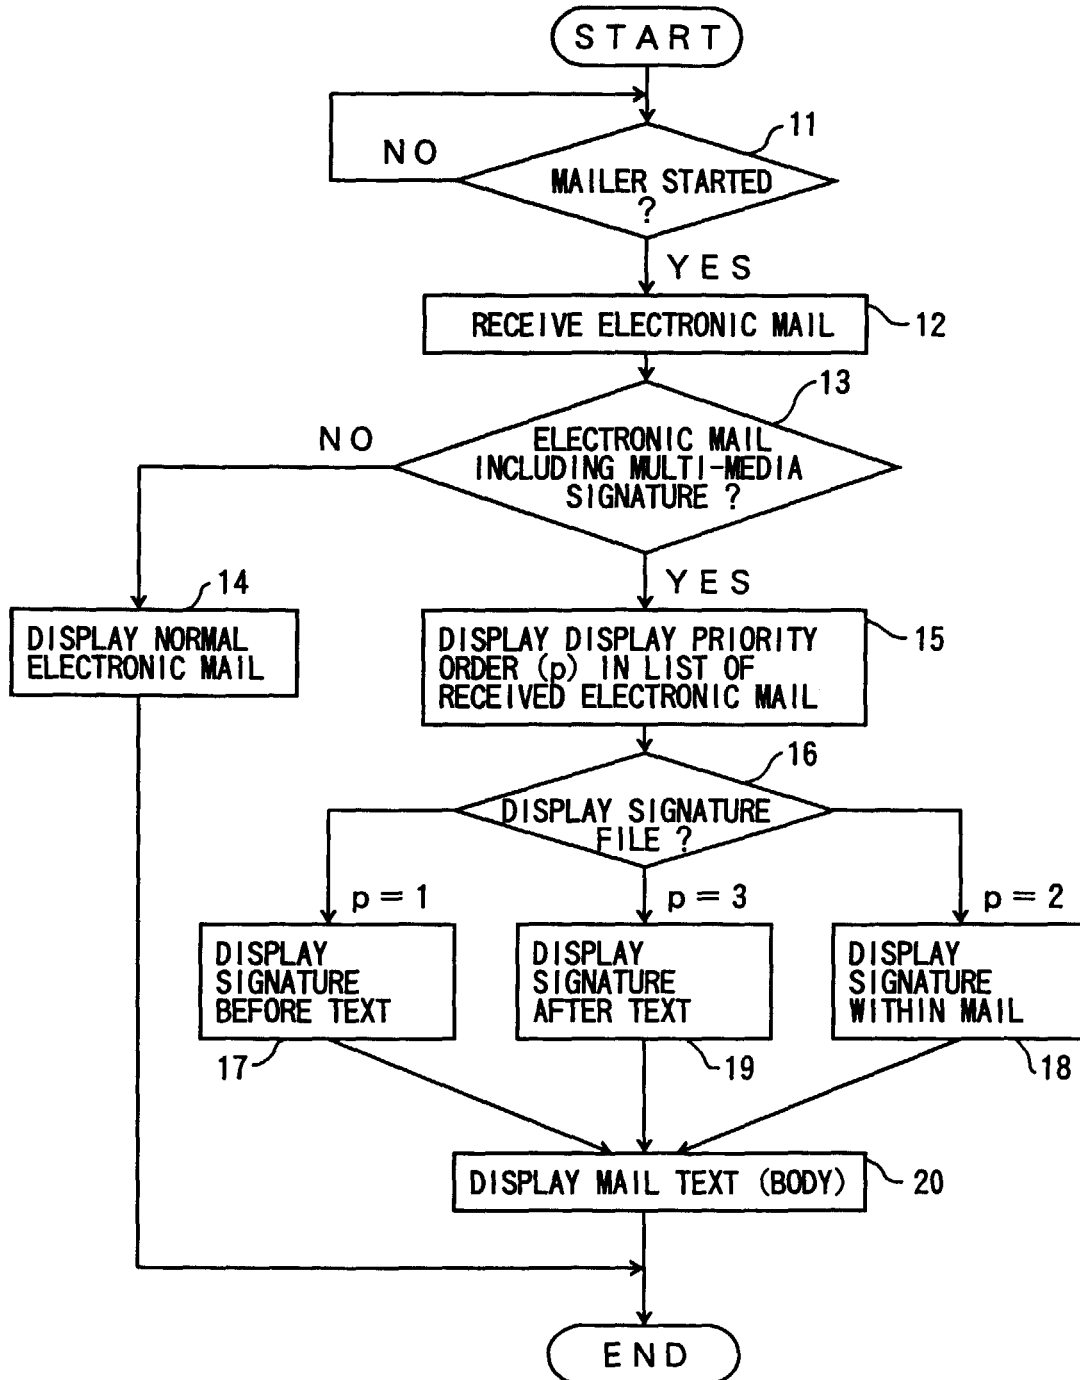 START
11
NO
MAILER STARTED
?
YES
RECEIVE ELECTRONIC MAIL
12
13
NO
ELECTRONIC MAIL
INCLUDING MULTI-MEDIA
SIGNATURE ?
YES
14
DISPLAY NORMAL
ELECTRONIC MAIL
DISPLAY DISPLAY PRIORITY
ORDER (p) IN LIST OF
RECEIVED ELECTRONIC MAIL
15
16
DISPLAY SIGNATURE
FILE ?
p = 1
p = 3
p = 2
DISPLAY
SIGNATURE
BEFORE TEXT
17
DISPLAY
SIGNATURE
AFTER TEXT
19
DISPLAY
SIGNATURE
WITHIN MAIL
18
DISPLAY MAIL TEXT (BODY)
20
END